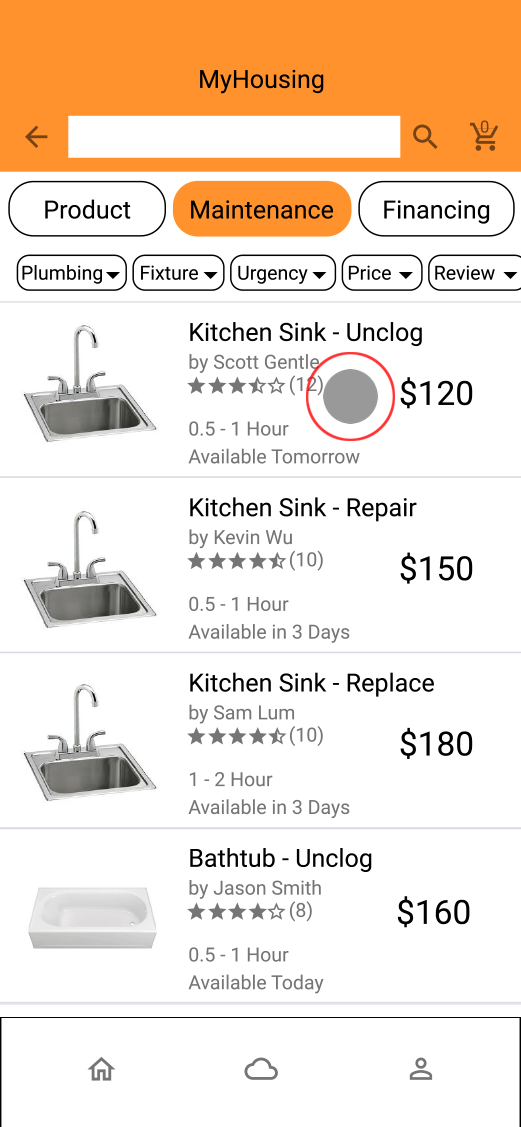 MyHousing
0
Product Maintenance Financing
Plumbing Fixture Urgency Price Review
Kitchen Sink - Unclog
by Scott Gentle
(12)
$120
0.5 - 1 Hour
Available Tomorrow
Kitchen Sink - Repair
by Kevin Wu
(10)
$150
0.5 - 1 Hour
Available in 3 Days
Kitchen Sink - Replace
by Sam Lum
(10)
$180
1 - 2 Hour
Available in 3 Days
Bathtub - Unclog
by Jason Smith
(8)
$160
0.5 - 1 Hour
Available Today